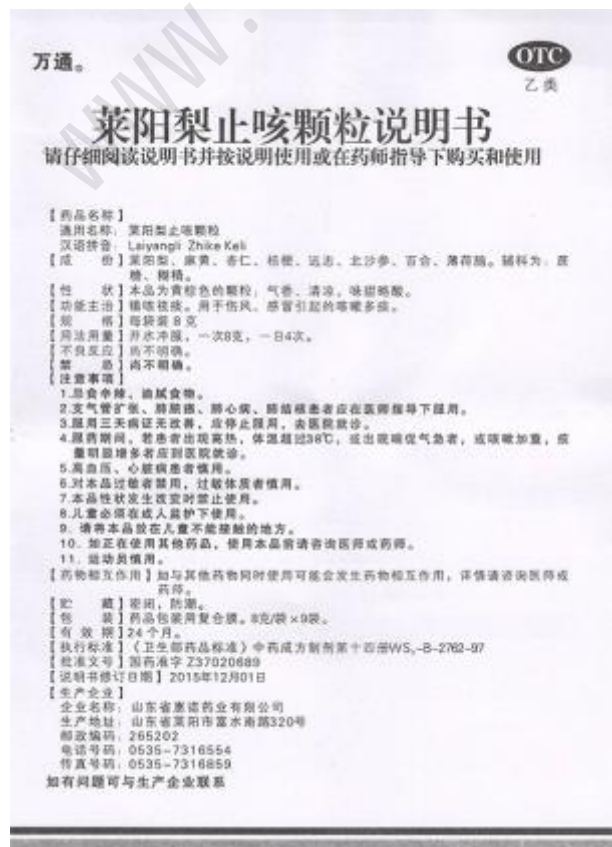 www.
万通。
OTC
乙类
莱阳梨止咳颗粒说明书
请仔细阅读说明书并按说明使用或在药师指导下购买和使用
【药品名称】
通用名称：莱阳梨止咳颗粒
汉语拼音：Laiyangli Zhike Keli
【成　　份】莱阳梨、麻黄、杏仁、桔梗、远志、北沙参、百合、薄荷脑。辅料为：蔗
糖、糊精。
【性　　状】本品为黄棕色的颗粒；气香、清凉，味甜略酸。
【功能主治】镇咳祛痰。用于伤风、感冒引起的咳嗽多痰。
【规　　格】每袋装8克
【用法用量】开水冲服，一次8克，一日4次。
【不良反应】尚不明确。
【禁　　忌】尚不明确。
【注意事项】
1.忌食辛辣、油腻食物。
2.支气管扩张、肺脓疡、肺心病、肺结核患者应在医师指导下服用。
3.服用三天病证无改善，应停止服用，去医院就诊。
4.服药期间，若患者出现高热，体温超过38℃，或出现喘促气急者，或咳嗽加重，痰
量明显增多者应到医院就诊。
5.高血压、心脏病患者慎用。
6.对本品过敏者禁用，过敏体质者慎用。
7.本品性状发生改变时禁止使用。
8.儿童必须在成人监护下使用。
9. 请将本品放在儿童不能接触的地方。
10. 如正在使用其他药品，使用本品前请咨询医师或药师。
11. 运动员慎用。
【药物相互作用】如与其他药物同时使用可能会发生药物相互作用，详情请咨询医师或
药师。
【贮　　藏】密闭，防潮。
【包　　装】药品包装用复合膜。8克/袋×9袋。
【有 效 期】24个月。
【执行标准】《卫生部药品标准》中药成方制剂第十四册WS₃-B-2762-97
【批准文号】国药准字Z37020689
【说明书修订日期】2015年12月01日
【生产企业】
企业名称：山东省惠诺药业有限公司
生产地址：山东省莱阳市富水南路320号
邮政编码：265202
电话号码：0535-7316554
传真号码：0535-7316859
如有问题可与生产企业联系